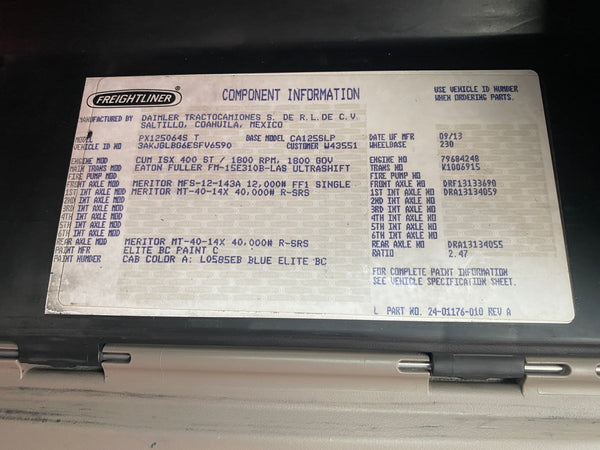 FREIGHTLINER
COMPONENT INFORMATION
USE VEHICLE ID NUMBER
WHEN ORDERING PARTS.
MANUFACTURED BY DAIMLER TRACTOCAMIONES S. DE R.L.DE C.V.
SALTILLO, COAHUILA, MEXICO
MODEL PX125064S T BASE MODEL CA125SLP DATE OF MFR 09/13
VEHICLE ID NO 3AKJGLBG6ESFV6590 CUSTOMER W43551 WHEELBASE 230
ENGINE MOD CUM ISX 400 ST / 1800 RPM, 1800 GOV ENGINE NO 79684248
MAIN TRANS MOD EATON FULLER FM-15E310B-LAS ULTRASHIFT TRANS NO K1006915
FIRE PUMP MOD FIRE PUMP NO
FRONT AXLE MOD MERITOR MFS-12-143A 12,000# FF1 SINGLE FRONT AXLE NO DRF13133690
1ST INT AXLE MOD MERITOR MT-40-14X 40,000# R-SRS 1ST INT AXLE NO DRA13134059
2ND INT AXLE MOD 2ND INT AXLE NO
3RD INT AXLE MOD 3RD INT AXLE NO
4TH INT AXLE MOD 4TH INT AXLE NO
5TH INT AXLE MOD 5TH INT AXLE NO
6TH INT AXLE MOD 6TH INT AXLE NO
REAR AXLE MOD MERITOR MT-40-14X 40,000# R-SRS REAR AXLE NO DRA13134055
PAINT MFR ELITE BC PAINT C RATIO 2.47
PAINT NUMBER CAB COLOR A: L0585EB BLUE ELITE BC
FOR COMPLETE PAINT INFORMATION
SEE VEHICLE SPECIFICATION SHEET.
L PART NO. 24-01176-010 REV A